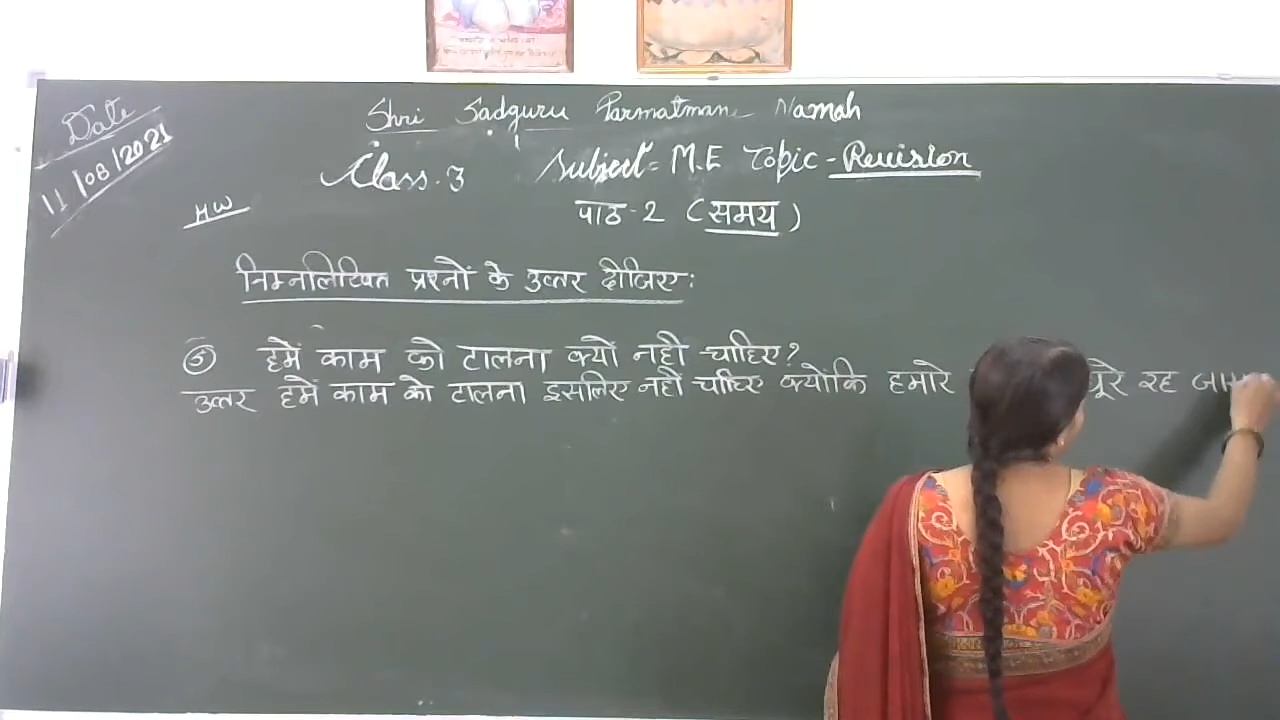 Date
11/08/2021
Shri Sadguru Parmatmane Namah
Class. 3 Subject = M.E Topic - Revision
HW
पाठ-2 (समय)
निम्नलिखित प्रश्नों के उत्तर दीजिए:
5 हमें काम को टालना क्यों नही चाहिए?
उत्तर हमें काम को टालना इसलिए नही चाहिए क्योंकि हमारे रह